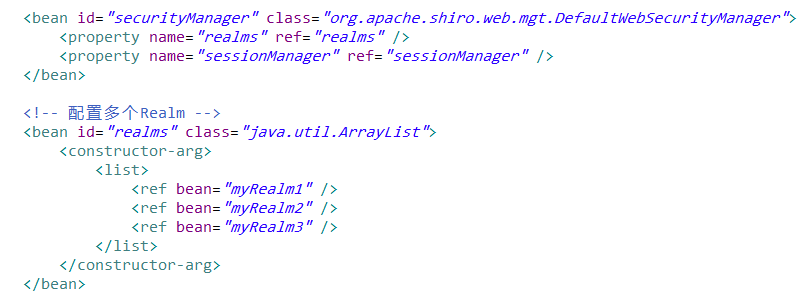 <bean id="securityManager" class="org.apache.shiro.web.mgt.DefaultWebSecurityManager">
    <property name="realms" ref="realms" />
    <property name="sessionManager" ref="sessionManager" />
</bean>

<!-- 配置多个Realm -->
<bean id="realms" class="java.util.ArrayList">
    <constructor-arg>
        <list>
            <ref bean="myRealm1" />
            <ref bean="myRealm2" />
            <ref bean="myRealm3" />
        </list>
    </constructor-arg>
</bean>